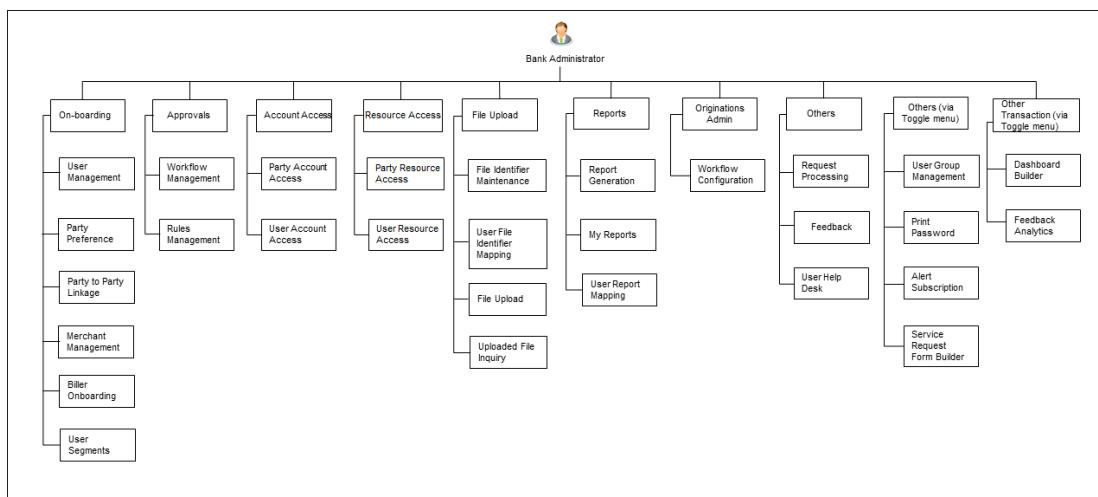 Bank Administrator
On-boarding
Approvals
Account Access
Resource Access
File Upload
Reports
Originations
Admin
Others
Others (via
Toggle menu)
Other
Transaction (via
Toggle menu)
User
Management
Party
Preference
Party to Party
Linkage
Merchant
Management
Biller
Onboarding
User
Segments
Workflow
Management
Rules
Management
Party Account
Access
User Account
Access
Party Resource
Access
User Resource
Access
File Identifier
Maintenance
User File
Identifier
Mapping
File Upload
Uploaded File
Inquiry
Report
Generation
My Reports
User Report
Mapping
Workflow
Configuration
Request
Processing
Feedback
User Help
Desk
User Group
Management
Print
Password
Alert
Subscription
Service
Request
Form Builder
Dashboard
Builder
Feedback
Analytics